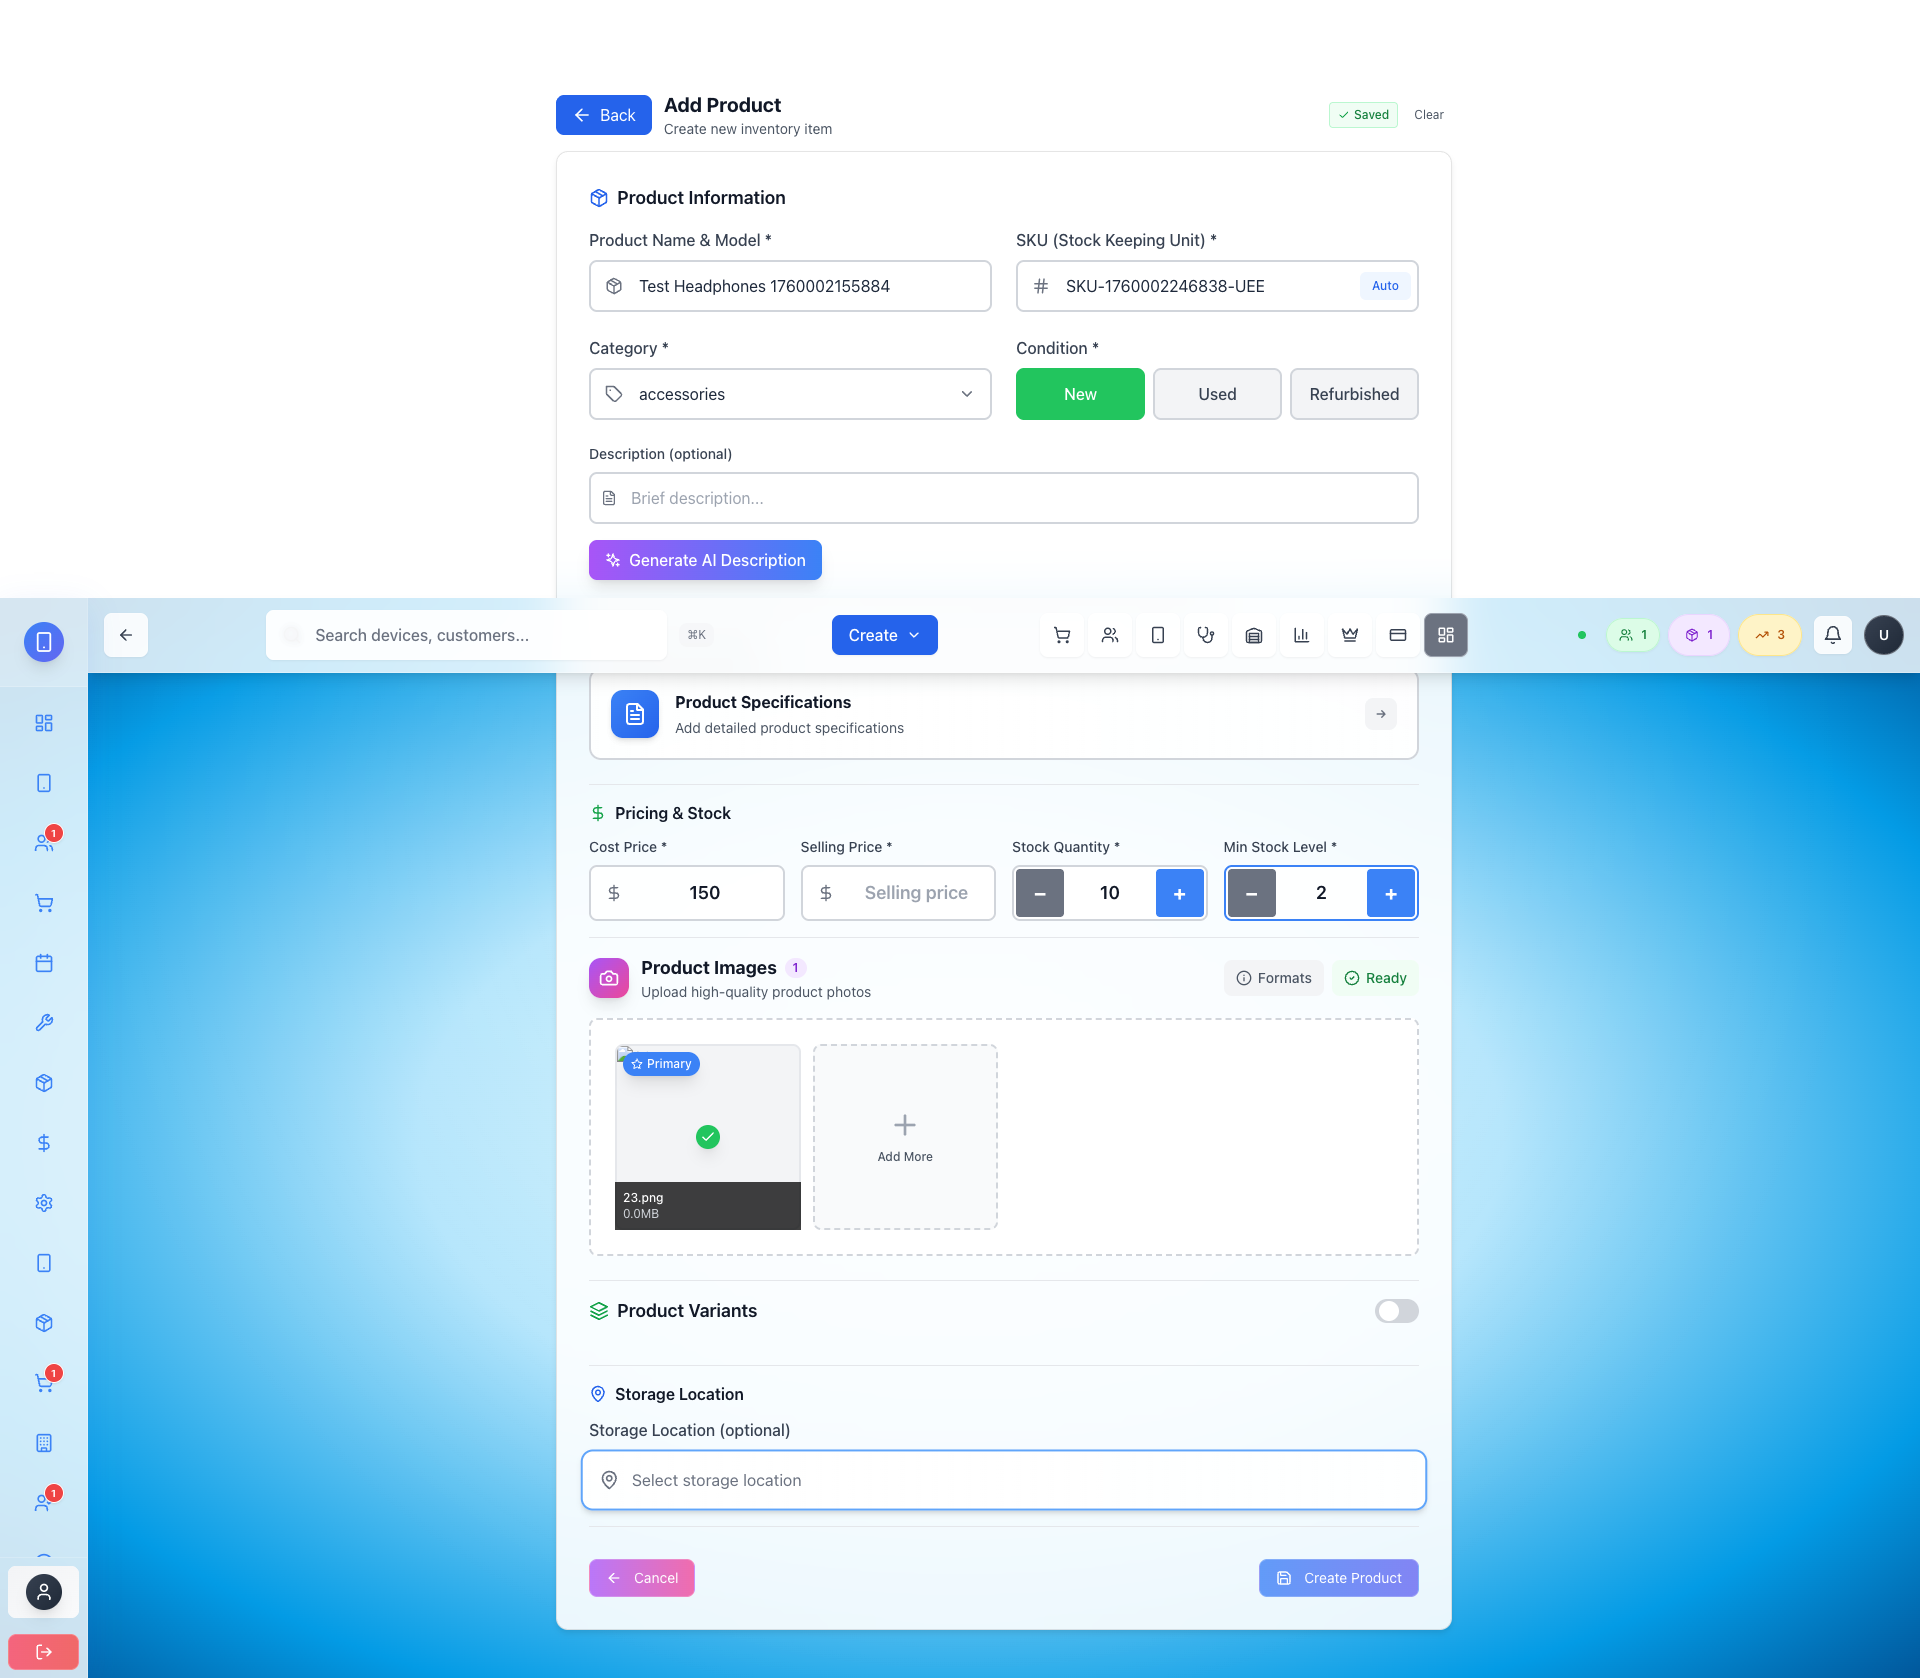 Back
Add Product
Create new inventory item
Saved
Clear
Product Information
Product Name & Model *
SKU (Stock Keeping Unit) *
Test Headphones 1760002155884
SKU-1760002246838-UEE
Auto
Category *
Condition *
accessories
New
Used
Refurbished
Description (optional)
Brief description...
Generate AI Description
Search devices, customers...
⌘K
Create
1
1
3
U
Product Specifications
Add detailed product specifications
1
Pricing & Stock
Cost Price *
Selling Price *
Stock Quantity *
Min Stock Level *
150
Selling price
− 10 +
− 2 +
Product Images 1
Upload high-quality product photos
Formats
Ready
Primary
Add More
23.png
0.0MB
Product Variants
1
Storage Location
Storage Location (optional)
Select storage location
1
Cancel
Create Product